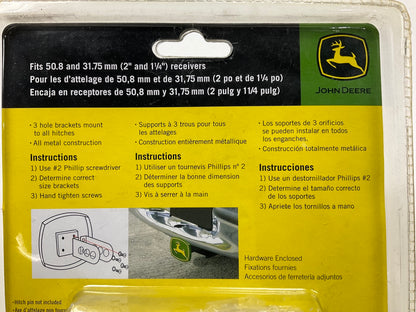 Fits 50.8 and 31.75 mm (2" and 1¼") receivers
Pour les d'attelage de 50,8 mm et de 31,75 mm (2 po et de 1¼ po)
Encaja en receptores de 50,8 mm y 31,75 mm (2 pulg y 11/4 pulg)
JOHN DEERE
• 3 hole brackets mount
to all hitches
• All metal construction
Instructions
1) Use #2 Phillip screwdriver
2) Determine correct
size brackets
3) Hand tighten screws
• Supports à 3 trous pour tous
les attelages
• Construction entièrement métallique
Instructions
1) Utiliser un tournevis Phillips n° 2
2) Déterminer la bonne dimension
des supports
3) Vis à serrer à la main
• Los soportes de 3 orificios
se pueden instalar en todos
los enganches.
• Construcción totalmente metálica
Instrucciones
1) Use un destornillador Phillips #2
2) Determine el tamaño correcto
de los soportes
3) Apriete los tornillos a mano
Hardware Enclosed
Fixations fournies
Accesorios de ferretería adjuntos
•Hitch pin not included